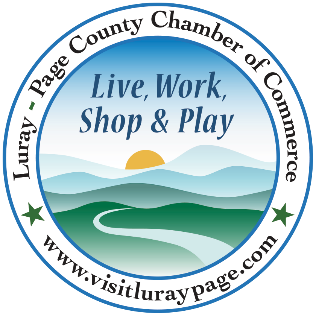 Luray - Page County Chamber of Commerce
Live, Work,
Shop & Play
www.visitluraypage.com